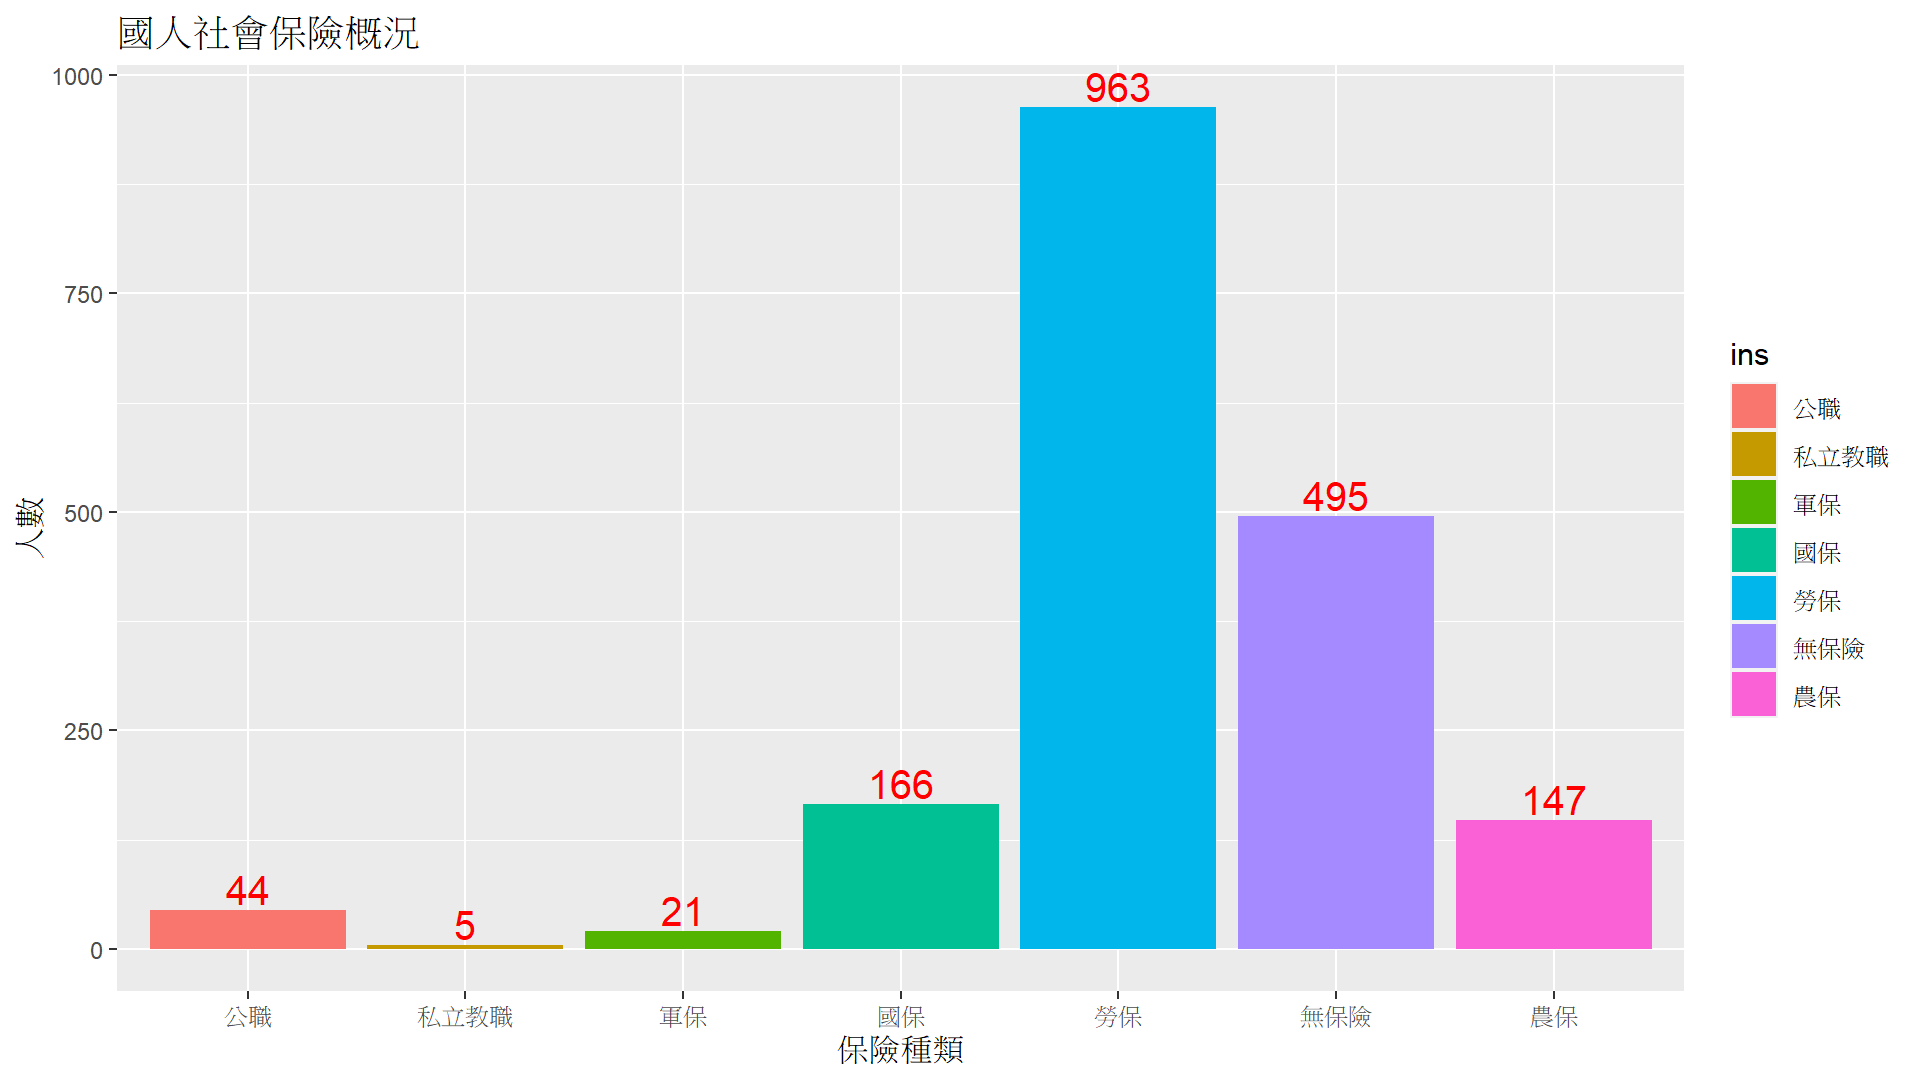 國人社會保險概況
人數
1000
750
500
250
0
44
5
21
166
963
495
147
公職
私立教職
軍保
國保
勞保
無保險
農保
保險種類
ins
公職
私立教職
軍保
國保
勞保
無保險
農保